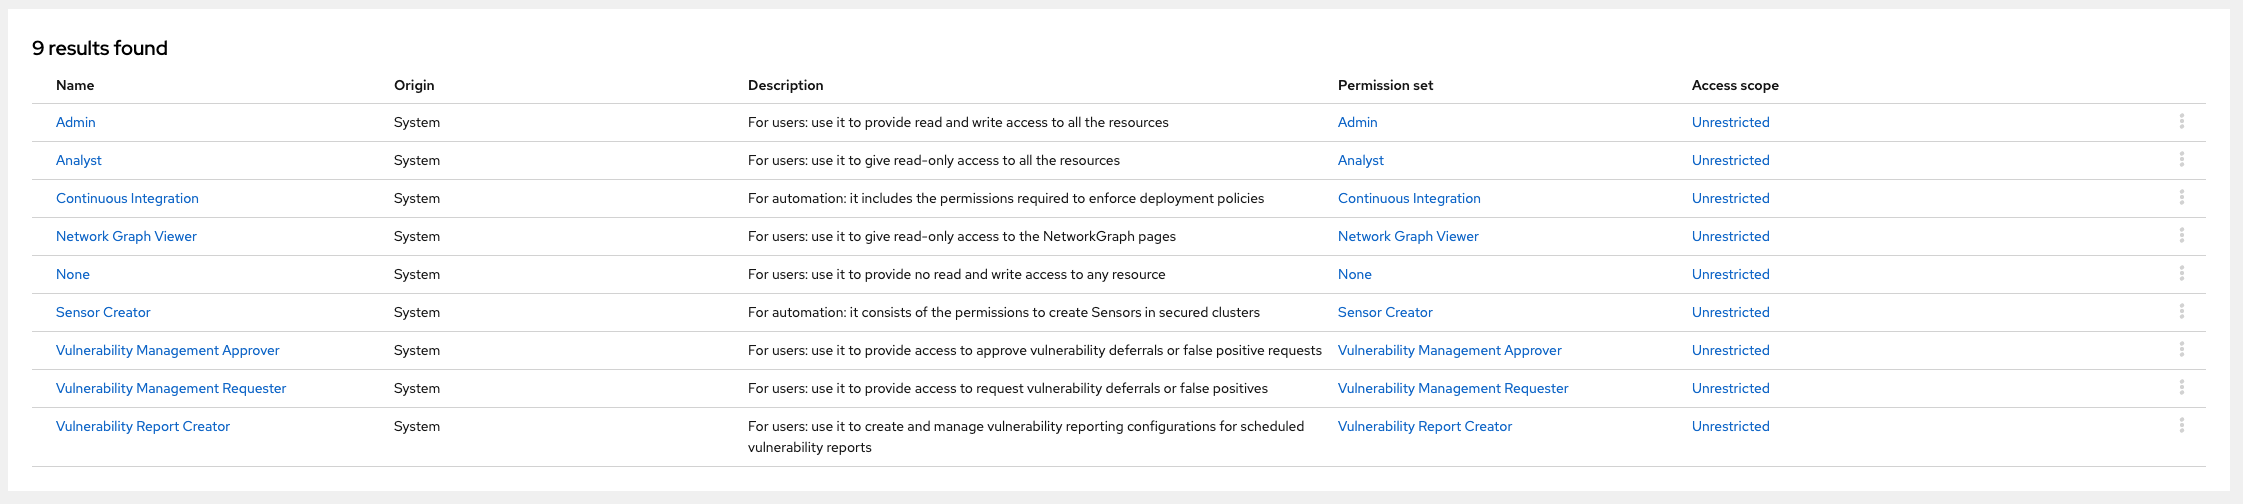 9 results found
Name Origin Description Permission set Access scope
Admin System For users: use it to provide read and write access to all the resources Admin Unrestricted
Analyst System For users: use it to give read-only access to all the resources Analyst Unrestricted
Continuous Integration System For automation: it includes the permissions required to enforce deployment policies Continuous Integration Unrestricted
Network Graph Viewer System For users: use it to give read-only access to the NetworkGraph pages Network Graph Viewer Unrestricted
None System For users: use it to provide no read and write access to any resource None Unrestricted
Sensor Creator System For automation: it consists of the permissions to create Sensors in secured clusters Sensor Creator Unrestricted
Vulnerability Management Approver System For users: use it to provide access to approve vulnerability deferrals or false positive requests Vulnerability Management Approver Unrestricted
Vulnerability Management Requester System For users: use it to provide access to request vulnerability deferrals or false positives Vulnerability Management Requester Unrestricted
Vulnerability Report Creator System For users: use it to create and manage vulnerability reporting configurations for scheduled Vulnerability Report Creator Unrestricted
vulnerability reports